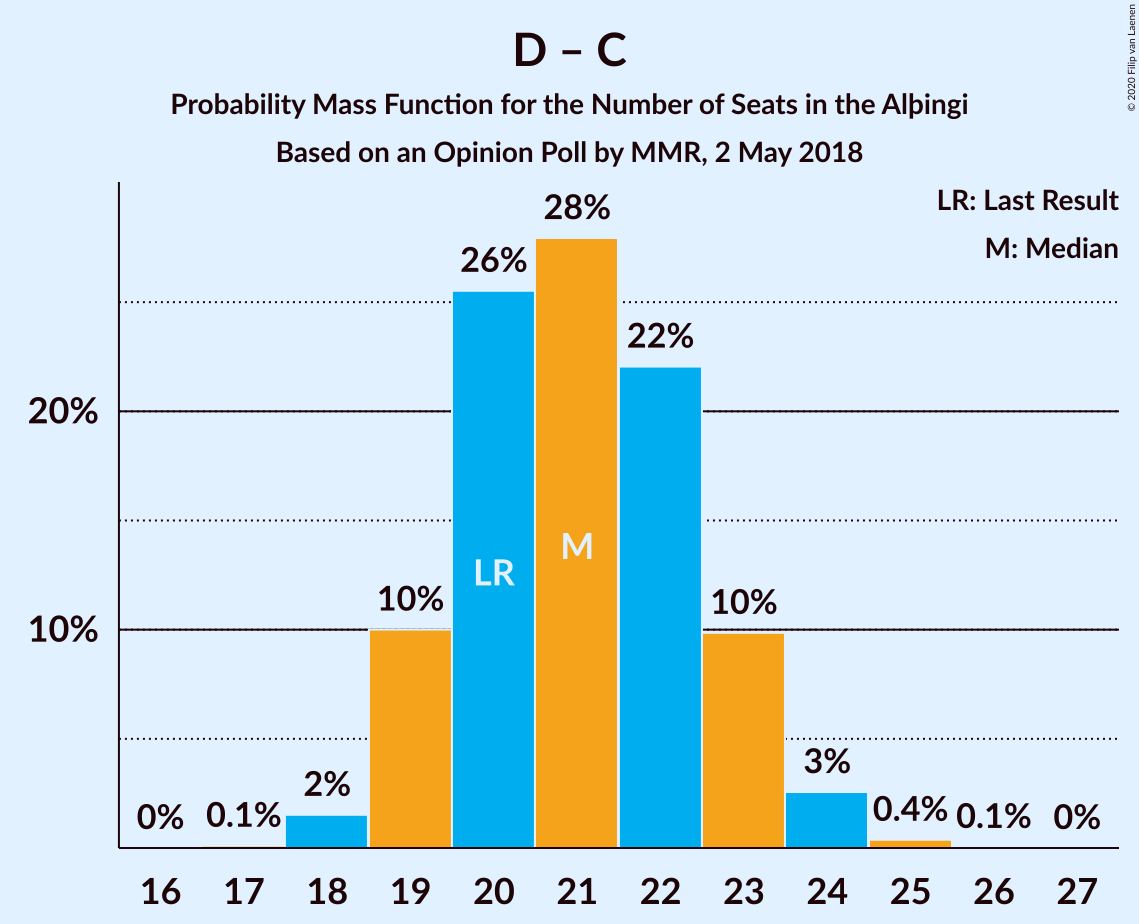 D – C
Probability Mass Function for the Number of Seats in the Alþingi
Based on an Opinion Poll by MMR, 2 May 2018
© 2020 Filip van Laenen
LR: Last Result
M: Median
28%
26%
22%
20%
10%
10%
10%
LR
M
2%
3%
0%
0.1%
0.4%
0.1%
0%
16 17 18 19 20 21 22 23 24 25 26 27